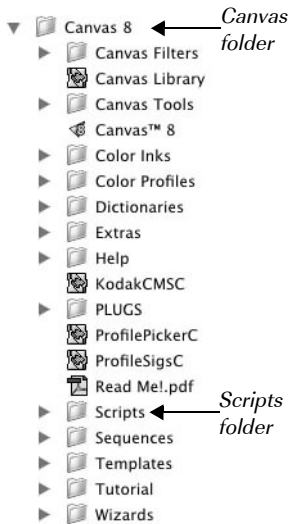 Canvas 8
Canvas
folder
Canvas Filters
Canvas Library
Canvas Tools
Canvas™ 8
Color Inks
Color Profiles
Dictionaries
Extras
Help
KodakCMSC
PLUGS
ProfilePickerC
ProfileSigsC
Read Me!.pdf
Scripts
Scripts
folder
Sequences
Templates
Tutorial
Wizards